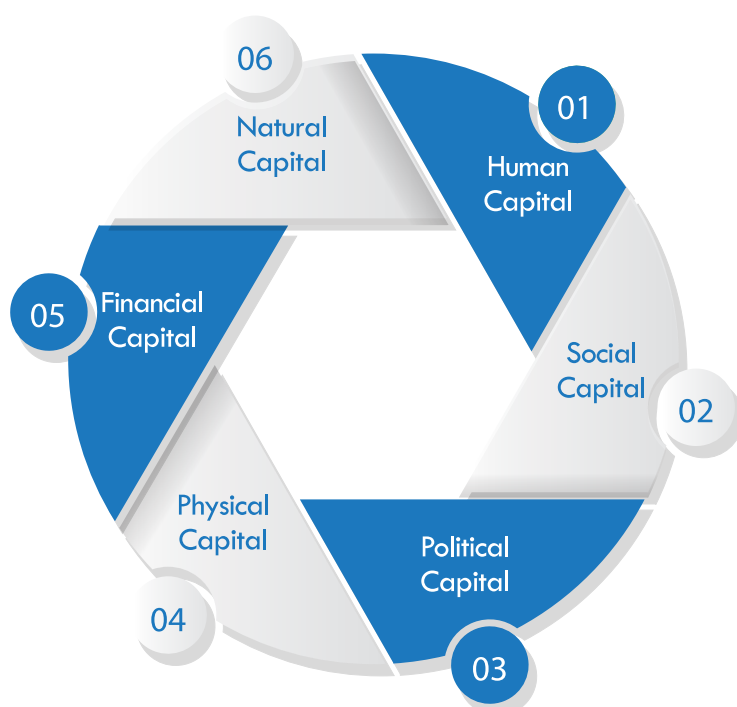 01
Human
Capital
02
Social
Capital
03
Political
Capital
04
Physical
Capital
05
Financial
Capital
06
Natural
Capital